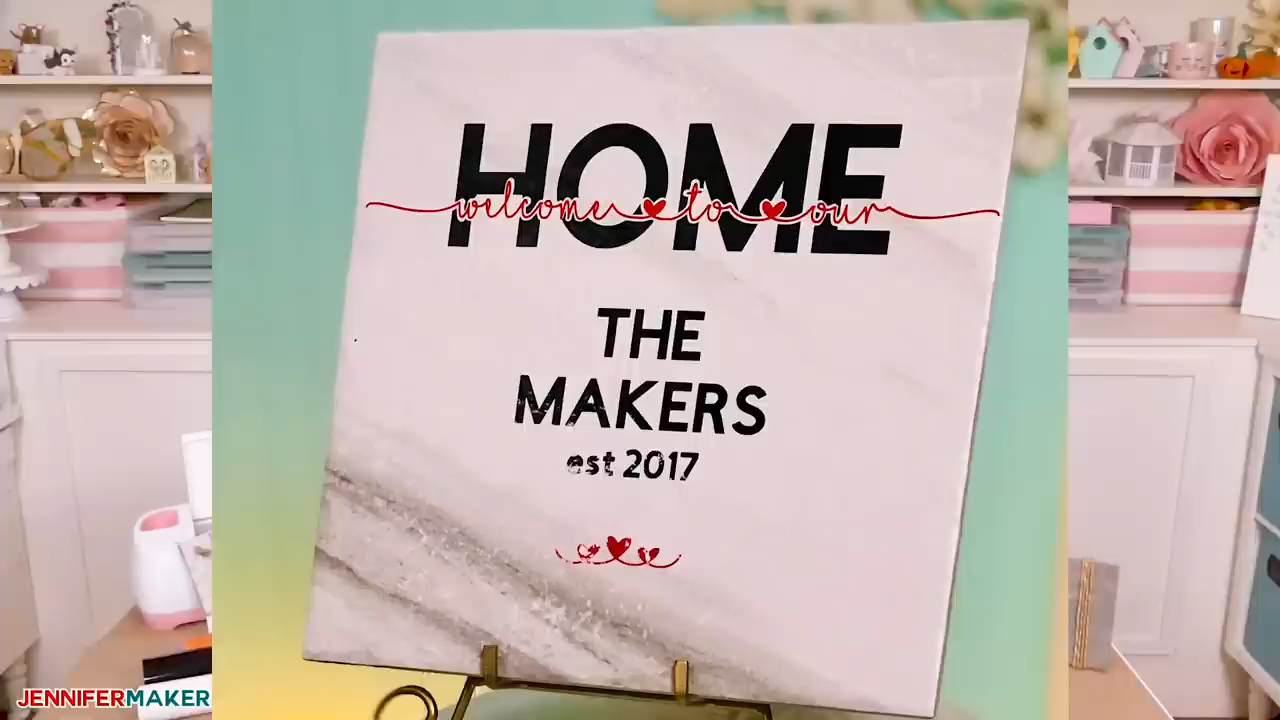 HOME
welcome to our
THE
MAKERS
est 2017
JENNIFERMAKER